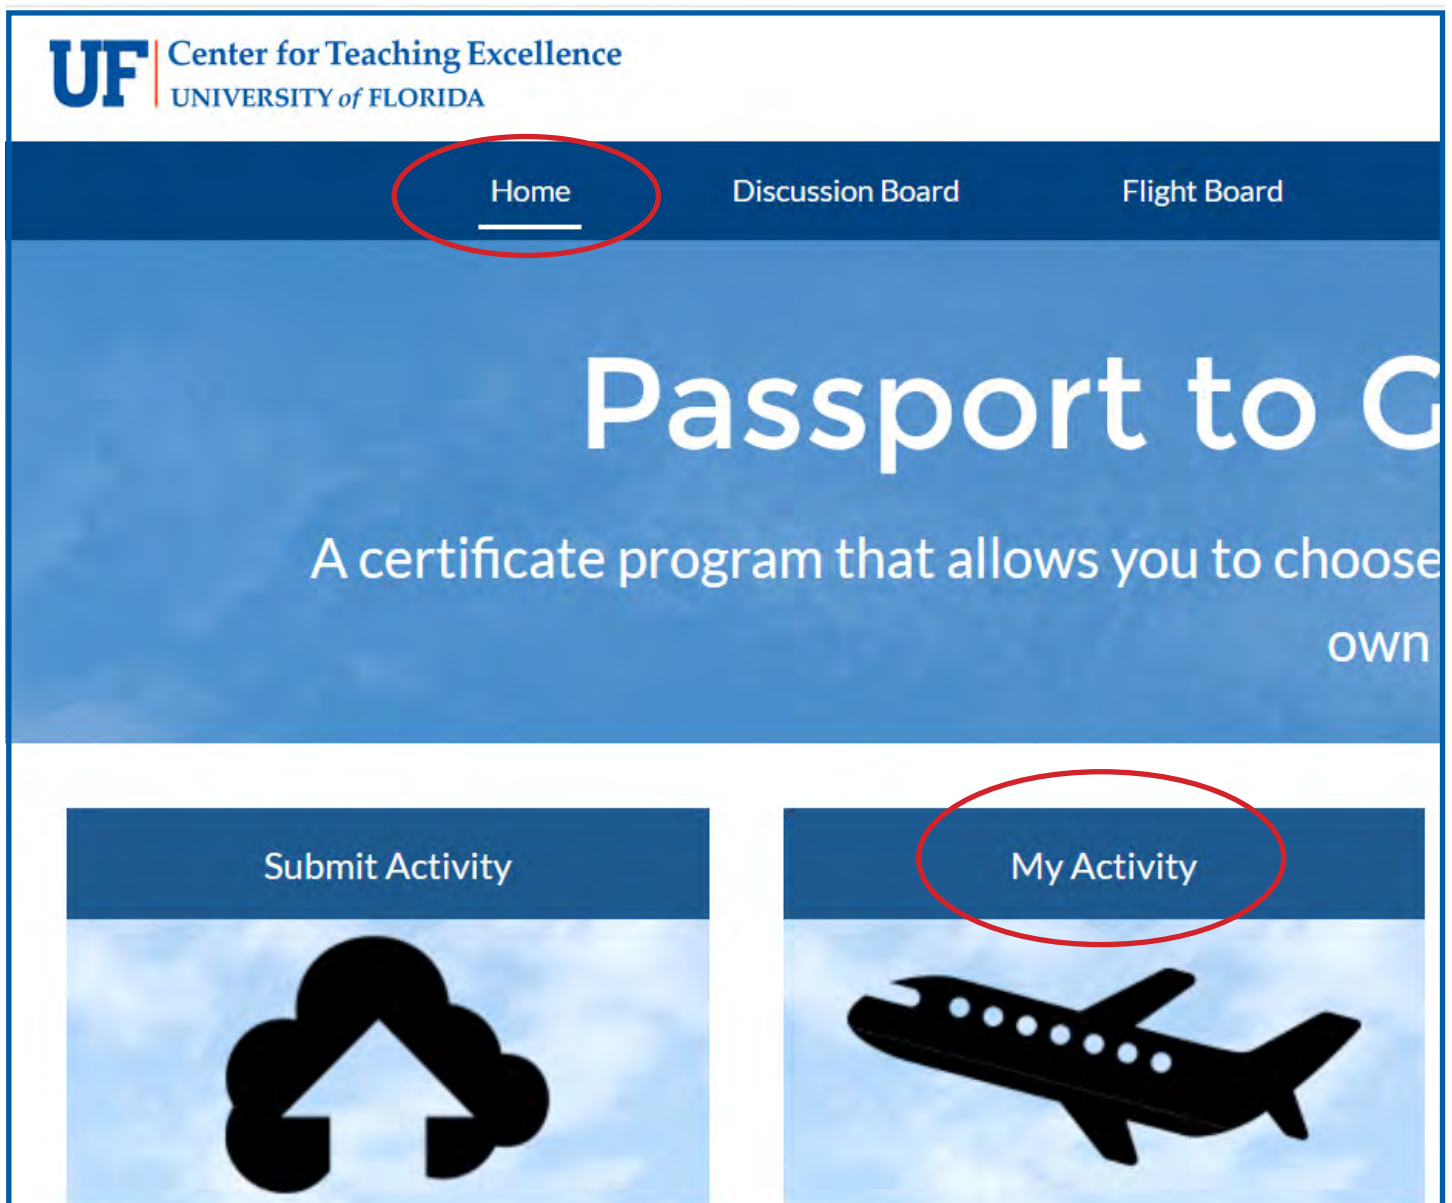 UF Center for Teaching Excellence
UNIVERSITY of FLORIDA
Home Discussion Board Flight Board
Passport to G
A certificate program that allows you to choose
own
Submit Activity
My Activity